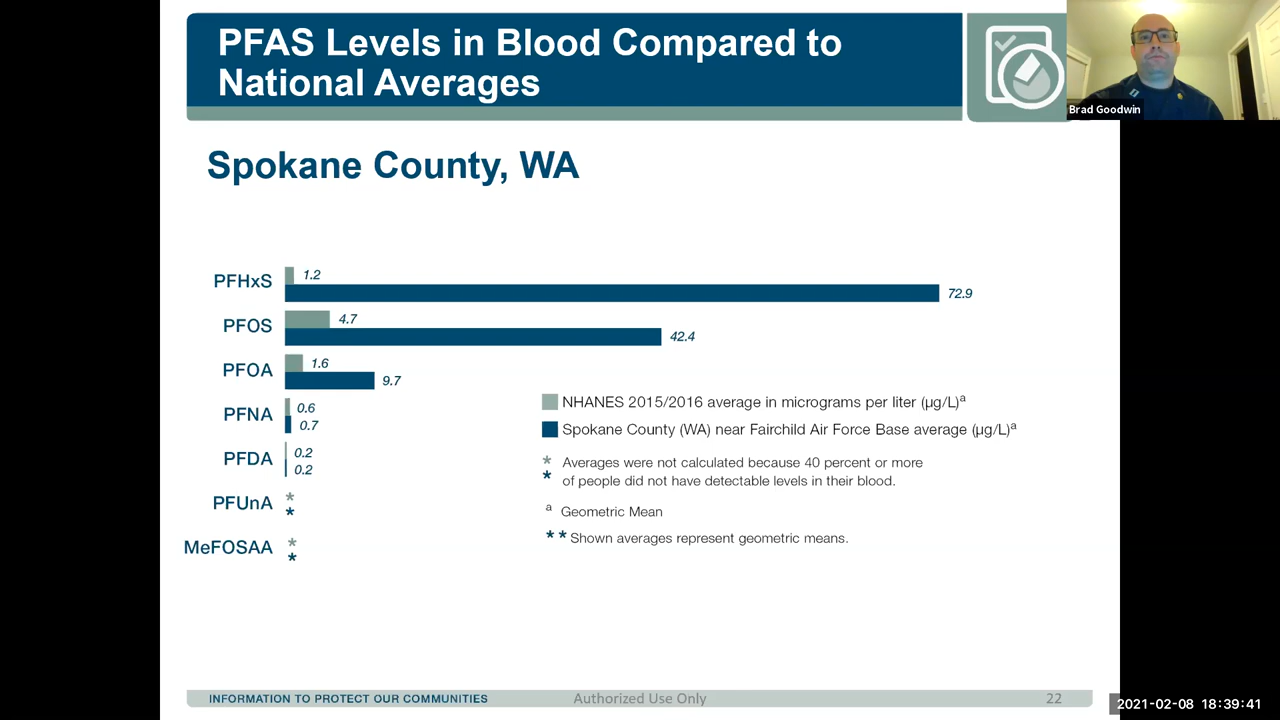 PFAS Levels in Blood Compared to
National Averages
Brad Goodwin
Spokane County, WA
PFHxS
1.2
72.9
PFOS
4.7
42.4
PFOA
1.6
9.7
PFNA
0.6
0.7
PFDA
0.2
0.2
PFUnA
*
*
MeFOSAA
*
*
NHANES 2015/2016 average in micrograms per liter (µg/L)ᵃ
Spokane County (WA) near Fairchild Air Force Base average (µg/L)ᵃ
* Averages were not calculated because 40 percent or more
* of people did not have detectable levels in their blood.
ᵃ Geometric Mean
** Shown averages represent geometric means.
INFORMATION TO PROTECT OUR COMMUNITIES
Authorized Use Only
22
2021-02-08 18:39:41